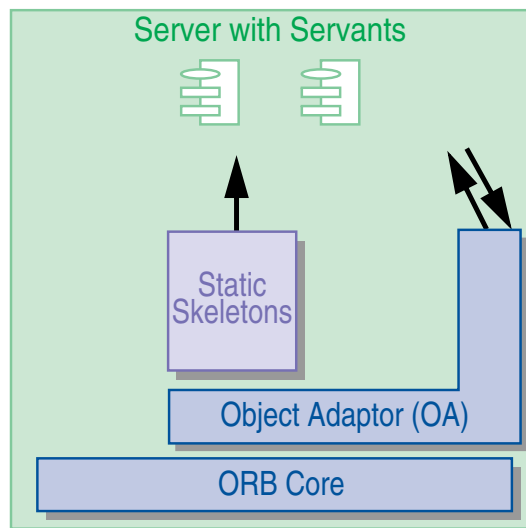 Server with Servants
Static
Skeletons
Object Adaptor (OA)
ORB Core